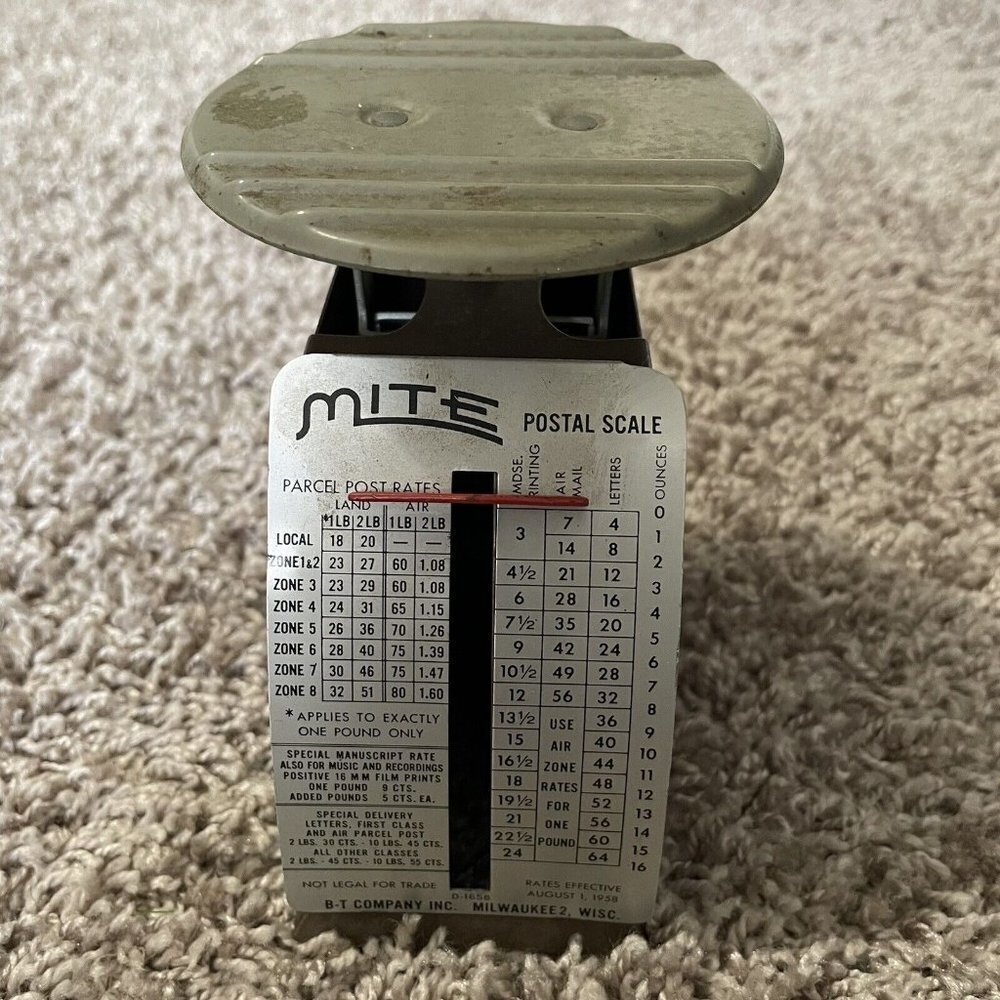 MITE POSTAL SCALE
PARCEL POST RATES
LAND AIR
*1 LB 2 LB 1 LB 2 LB
LOCAL 18 20 — —
ZONE 1&2 23 27 60 1.08
ZONE 3 23 29 60 1.08
ZONE 4 24 31 65 1.15
ZONE 5 26 36 70 1.26
ZONE 6 28 40 75 1.39
ZONE 7 30 46 75 1.47
ZONE 8 32 51 80 1.60
* APPLIES TO EXACTLY
ONE POUND ONLY
SPECIAL MANUSCRIPT RATE
ALSO FOR MUSIC AND RECORDINGS
POSITIVE 16 MM FILM PRINTS
ONE POUND 9 CTS.
ADDED POUNDS 5 CTS. EA.
SPECIAL DELIVERY
LETTERS, FIRST CLASS
AND AIR PARCEL POST
2 LBS. 30 CTS. - 10 LBS. 45 CTS.
ALL OTHER CLASSES
2 LBS. - 45 CTS. - 10 LBS. 55 CTS.
NOT LEGAL FOR TRADE
MDSE. AIR LETTERS OUNCES
MAIL
0
3 7 4
1
14 8
2
4½ 21 12
3
6 28 16
4
7½ 35 20
5
9 42 24
6
10½ 49 28
7
12 56 32
8
13½ USE 36
9
15 AIR 40
10
16½ ZONE 44
11
18 RATES 48
12
19½ FOR 52
13
21 ONE 56
14
22½ POUND 60
15
24 64
16
RATES EFFECTIVE
AUGUST 1, 1958
D-1658
B-T COMPANY INC. MILWAUKEE 2, WISC.